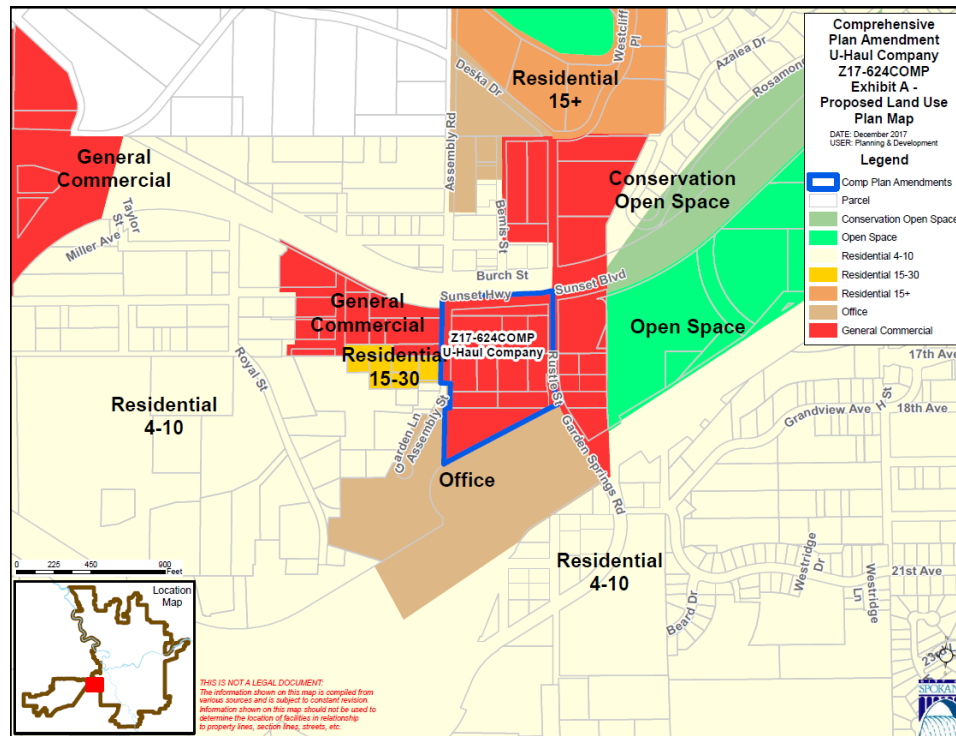 Comprehensive
Plan Amendment
U-Haul Company
Z17-624COMP
Exhibit A -
Proposed Land Use
Plan Map
DATE: December 2017
USER: Planning & Development
Legend
Comp Plan Amendments
Parcel
Conservation Open Space
Open Space
Residential 4-10
Residential 15-30
Residential 15+
Office
General Commercial
Westcliff
Pl
Azalea Dr
Rosamond
Deska Dr
Residential
15+
Assembly Rd
General
Commercial
Conservation
Open Space
Taylor
St
Miller Ave
Bemis St
Burch St
Sunset Hwy
Sunset Blvd
General
Commercial
Z17-624COMP
U-Haul Company
Open Space
Residential
15-30
Rustle St
Royal St
17th Ave
H St
18th Ave
Grandview Ave
Residential
4-10
Garden Ln
Assembly St
Garden Springs Rd
Office
Residential
4-10
Westridge
Dr
21st Ave
Westridge
Ln
Beard Dr
23rd
0 225 450 900
Feet
Location
Map
THIS IS NOT A LEGAL DOCUMENT:
The information shown on this map is compiled from
various sources and is subject to constant revision.
Information shown on this map should not be used to
determine the location of facilities in relationship
to property lines, section lines, streets, etc.